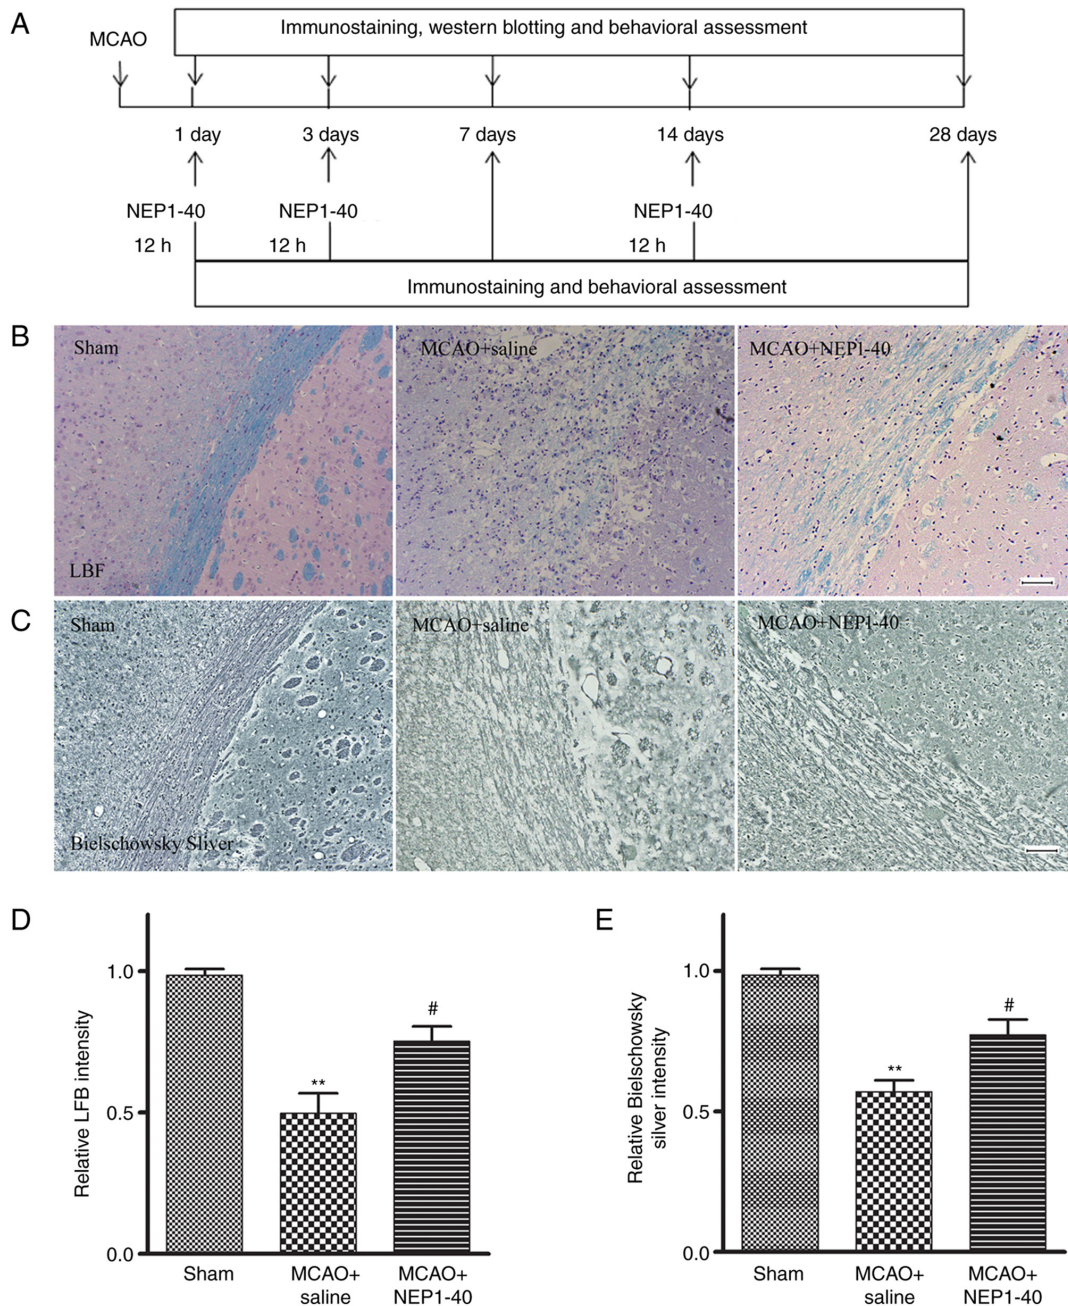 A
MCAO
Immunostaining, western blotting and behavioral assessment
1 day 3 days 7 days 14 days 28 days
NEP1-40 NEP1-40 NEP1-40
12 h 12 h 12 h
Immunostaining and behavioral assessment
B
Sham MCAO+saline MCAO+NEP1-40
LBF
C
Sham MCAO+saline MCAO+NEP1-40
Bielschowsky Sliver
D
Relative LFB intensity
1.0
0.5
0.0
**
#
Sham MCAO+ MCAO+
saline NEP1-40
E
Relative Bielschowsky
silver intensity
1.0
0.5
0.0
**
#
Sham MCAO+ MCAO+
saline NEP1-40